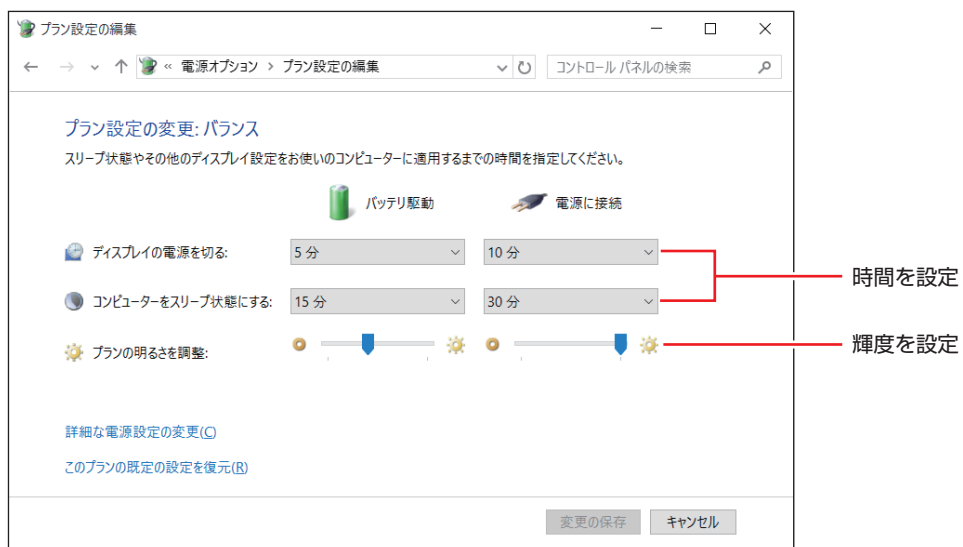 プラン設定の編集
« 電源オプション > プラン設定の編集
コントロール パネルの検索
プラン設定の変更: バランス
スリープ状態やその他のディスプレイ設定をお使いのコンピューターに適用するまでの時間を指定してください。
バッテリ駆動 電源に接続
ディスプレイの電源を切る: 5 分 10 分
時間を設定
コンピューターをスリープ状態にする: 15 分 30 分
プランの明るさを調整:
輝度を設定
詳細な電源設定の変更(C)
このプランの既定の設定を復元(R)
変更の保存 キャンセル